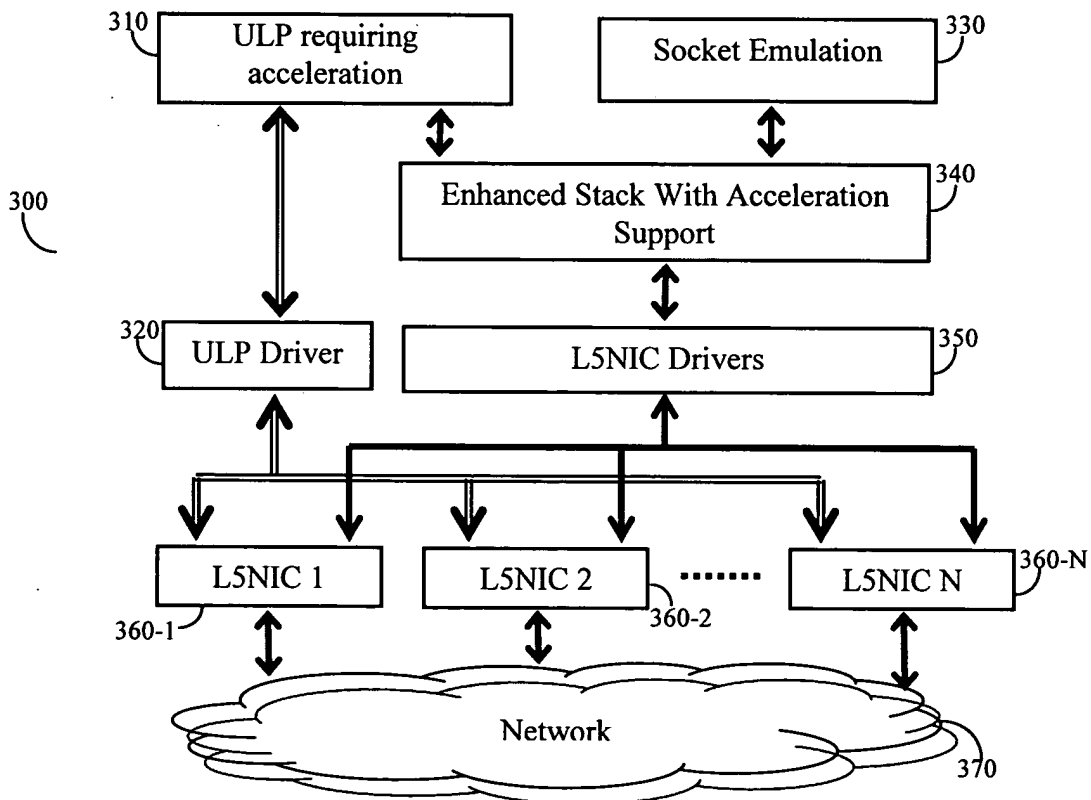 310
ULP requiring
acceleration
Socket Emulation
330
300
Enhanced Stack With Acceleration
Support
340
320
ULP Driver
L5NIC Drivers
350
L5NIC 1
L5NIC 2
L5NIC N
360-N
360-1
360-2
Network
370